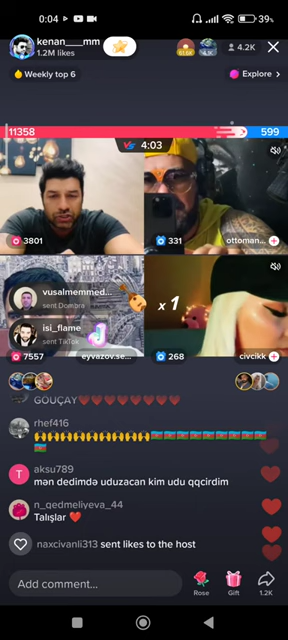 0:04
39%
kenan___mm
1.2M likes
4.2K
Weekly top 6
Explore >
11358
599
VS 4:03
3801
331
ottoman...
vusalmemmed...
sent Dombra
isi_flame
sent TikTok
x 1
7557
eyvazov.se...
268
civcikk
GOUÇAY❤️❤️❤️❤️❤️❤️❤️❤️
rhef416
aksu789
mən dedimdə uduzacan kim udu qqcirdim
n_qedmeliyeva_44
Talışlar ❤️
naxcivanli313 sent likes to the host
Add comment...
Rose
Gift
1.2K